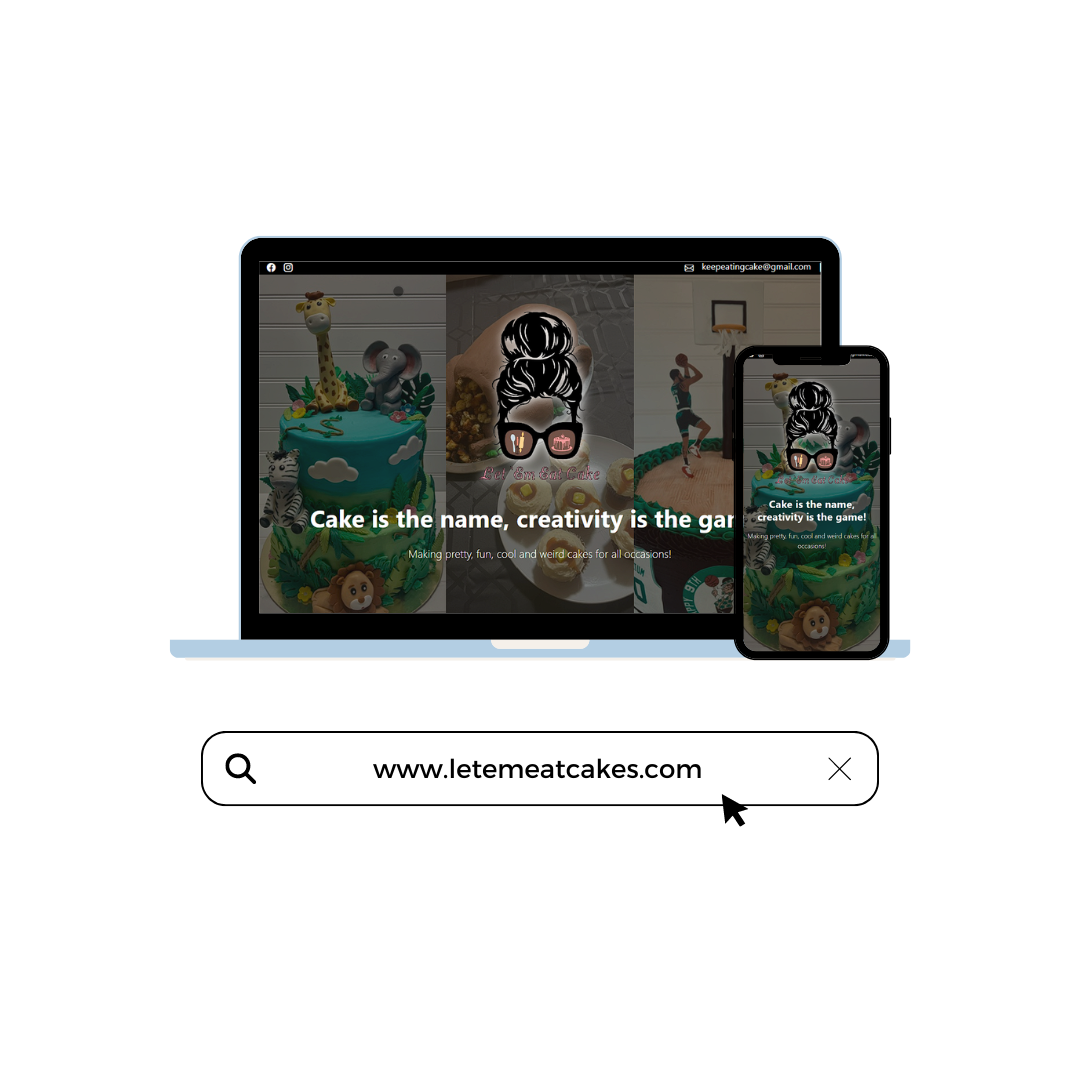 keepeatingcake@gmail.com
Let 'Em Eat Cake
Cake is the name, creativity is the gam
Making pretty, fun, cool and weird cakes for all occasions!
Cake is the name,
creativity is the game!
Making pretty, fun, cool and weird cakes for all
occasions!
www.letemeatcakes.com